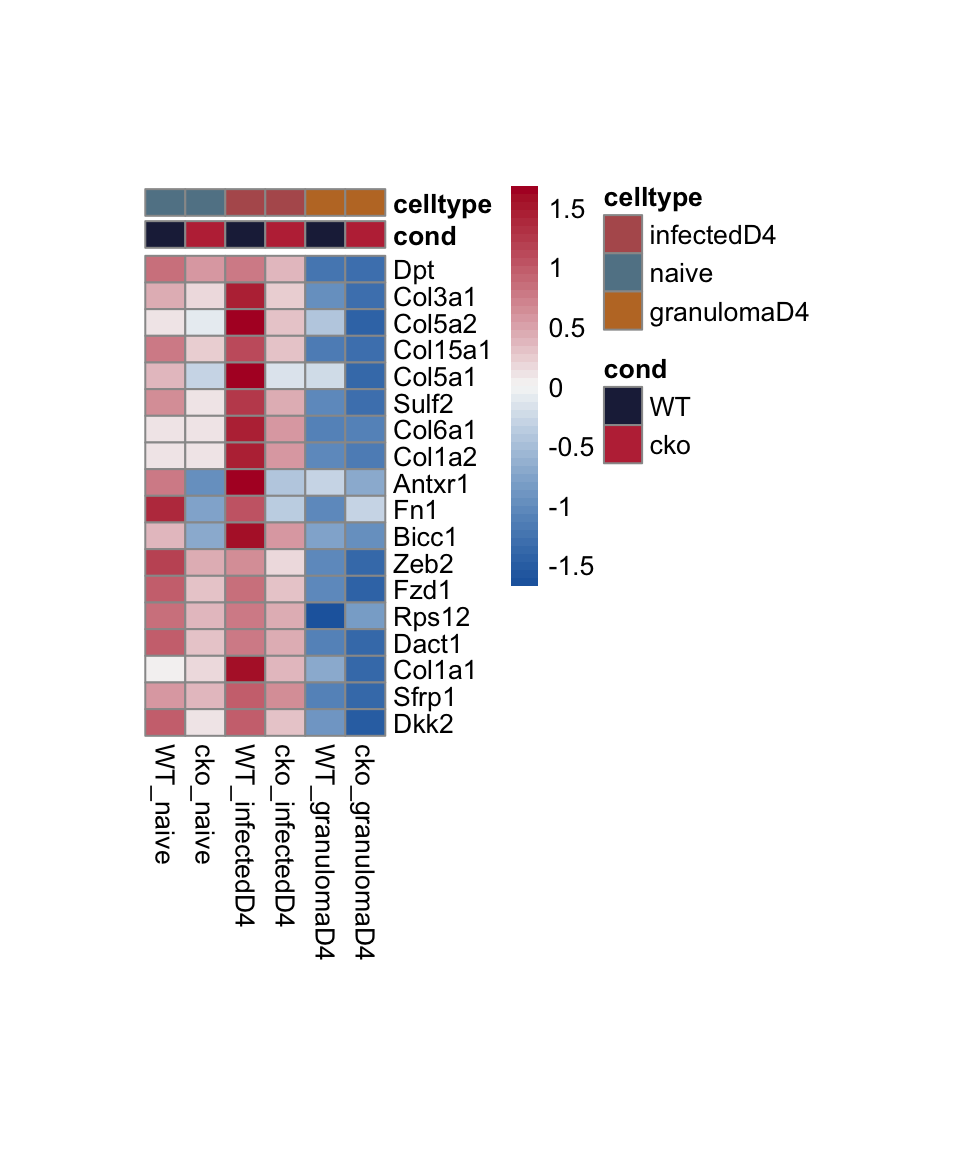 celltype
cond
Dpt
Col3a1
Col5a2
Col15a1
Col5a1
Sulf2
Col6a1
Col1a2
Antxr1
Fn1
Bicc1
Zeb2
Fzd1
Rps12
Dact1
Col1a1
Sfrp1
Dkk2
WT_naive
cko_naive
WT_infectedD4
cko_infectedD4
WT_granulomaD4
cko_granulomaD4
1.5
1
0.5
0
-0.5
-1
-1.5
celltype
infectedD4
naive
granulomaD4
cond
WT
cko